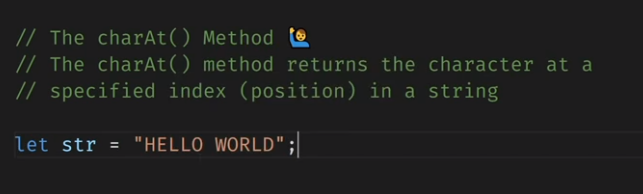 // The charAt() Method 🙋‍♂️
// The charAt() method returns the character at a
// specified index (position) in a string
let str = "HELLO WORLD";